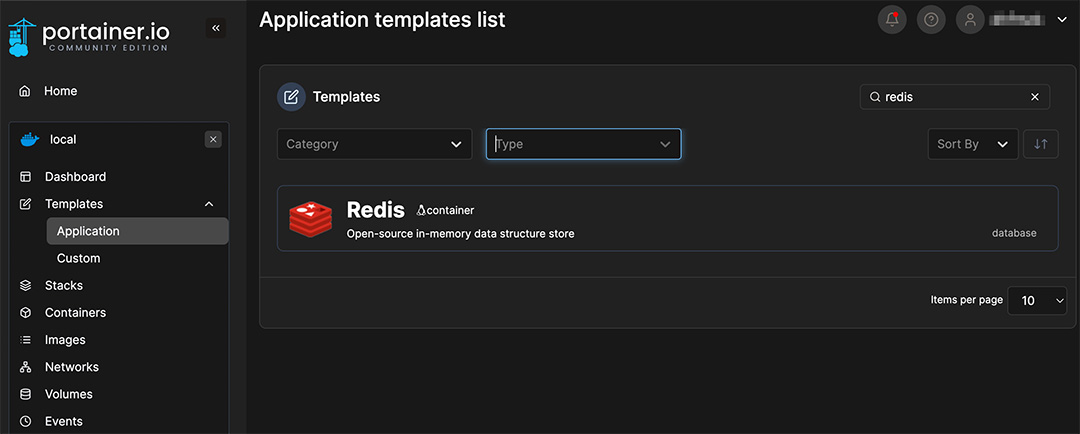 portainer.io
COMMUNITY EDITION
Home
local
Dashboard
Templates
Application
Custom
Stacks
Containers
Images
Networks
Volumes
Events
Application templates list
Templates
redis
Category
Type
Sort By
Redis
container
Open-source in-memory data structure store
database
Items per page
10